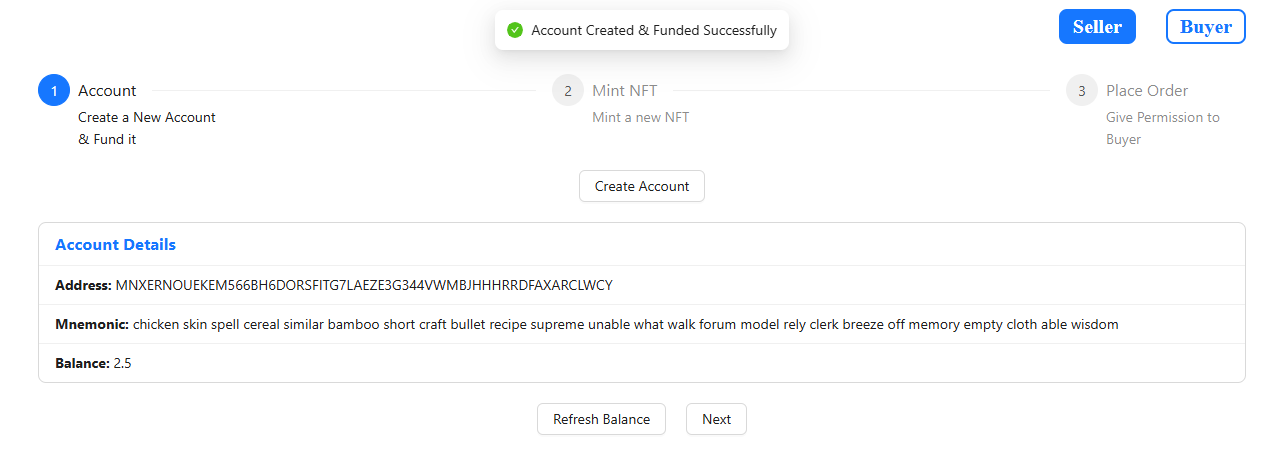 Account Created & Funded Successfully
Seller
Buyer
1 Account
Create a New Account
& Fund it
2 Mint NFT
Mint a new NFT
3 Place Order
Give Permission to
Buyer
Create Account
Account Details
Address: MNXERNOUEKEM566BH6DORSFITG7LAEZE3G344VWMBJHHHRRDFAXARCLWCY
Mnemonic: chicken skin spell cereal similar bamboo short craft bullet recipe supreme unable what walk forum model rely clerk breeze off memory empty cloth able wisdom
Balance: 2.5
Refresh Balance
Next